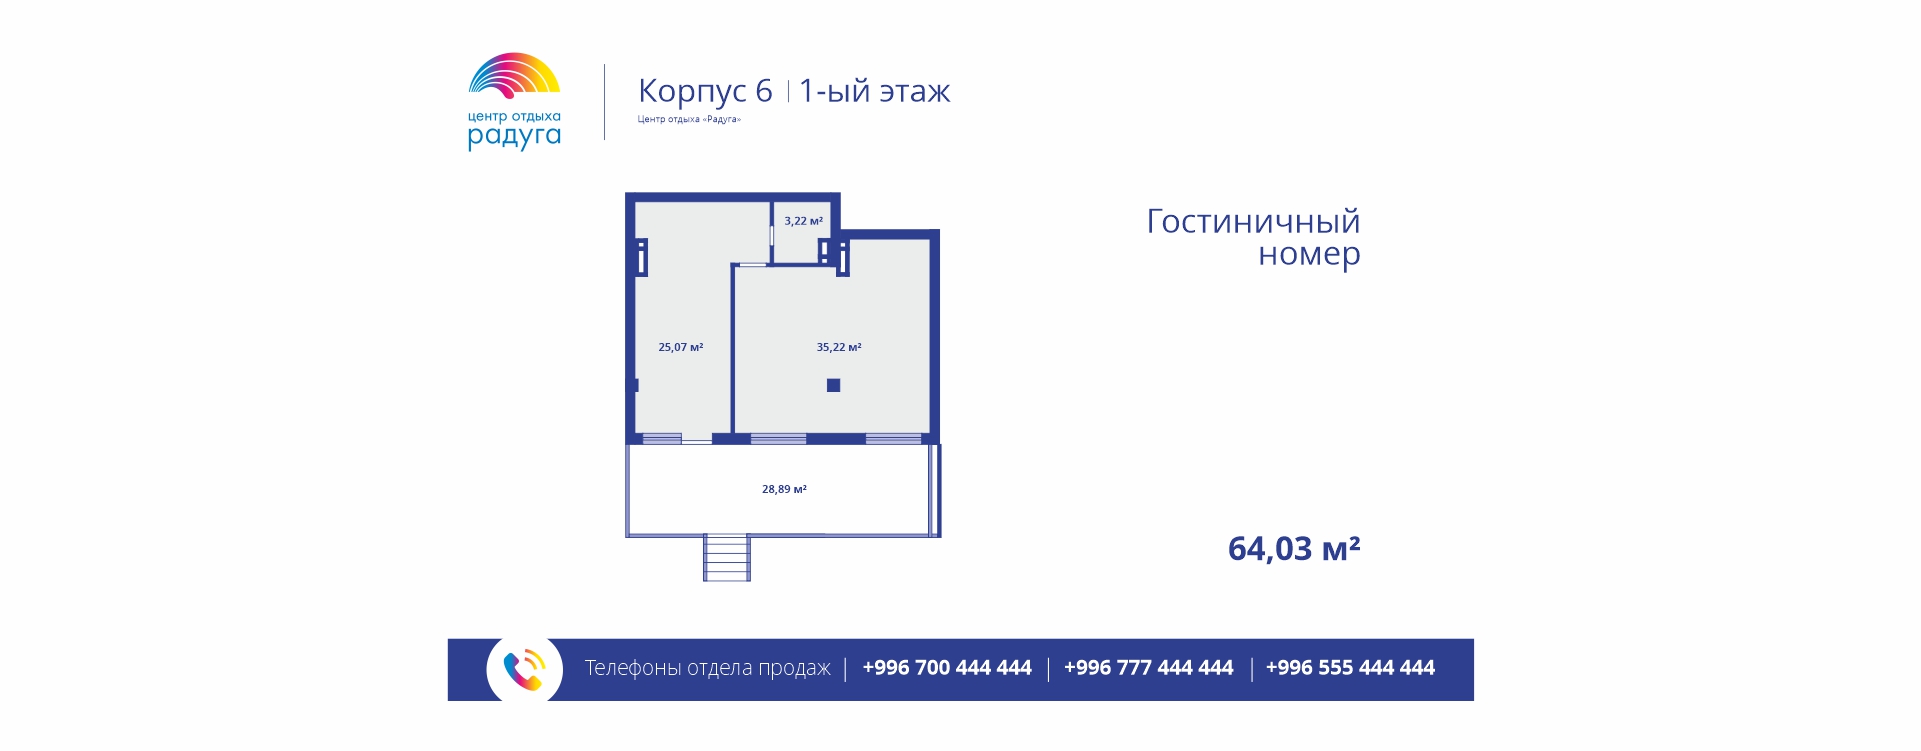 центр отдыха
радуга
Корпус 6 | 1-ый этаж
Центр отдыха «Радуга»
Гостиничный
номер
3,22 м²
25,07 м²
35,22 м²
28,89 м²
64,03 м²
Телефоны отдела продаж | +996 700 444 444 | +996 777 444 444 | +996 555 444 444